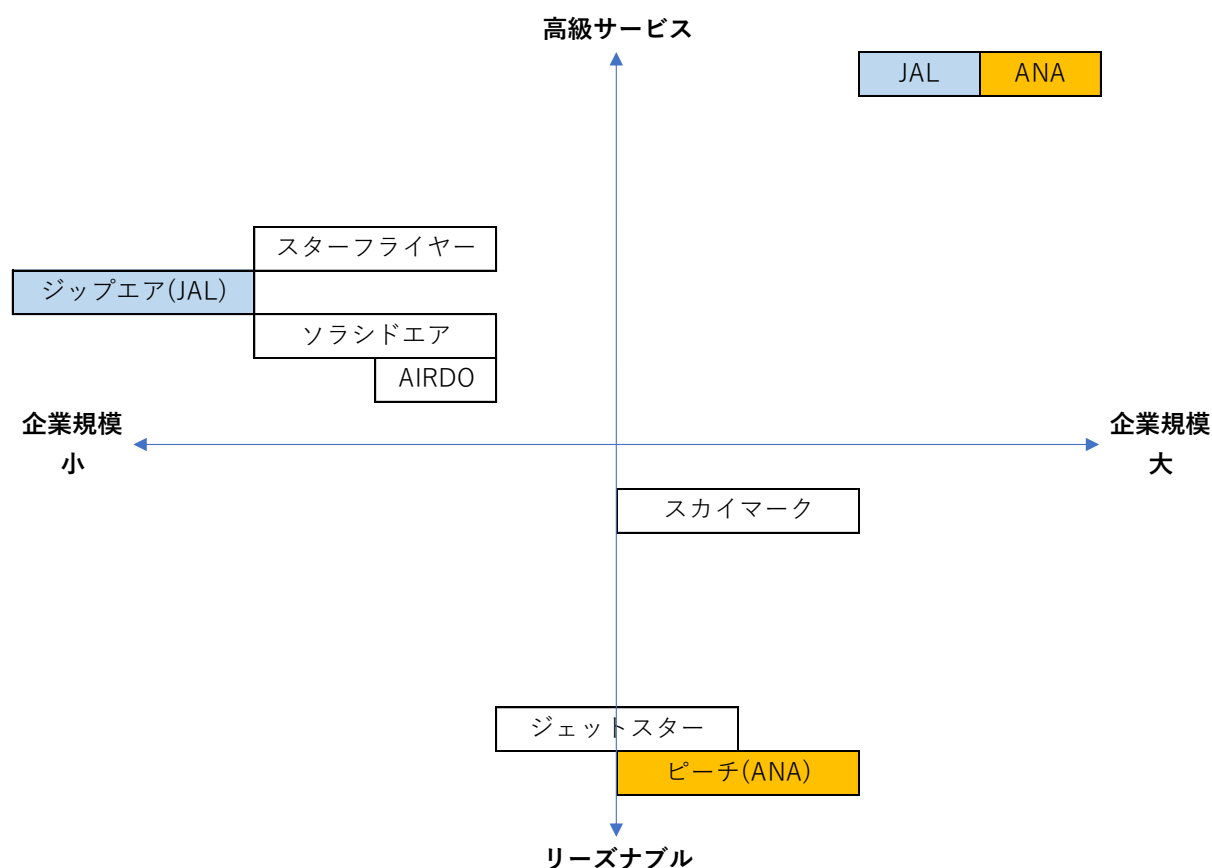 高級サービス
JAL
ANA
スターフライヤー
ジップエア(JAL)
ソラシドエア
AIRDO
企業規模
小
企業規模
大
スカイマーク
ジェットスター
ピーチ(ANA)
リーズナブル